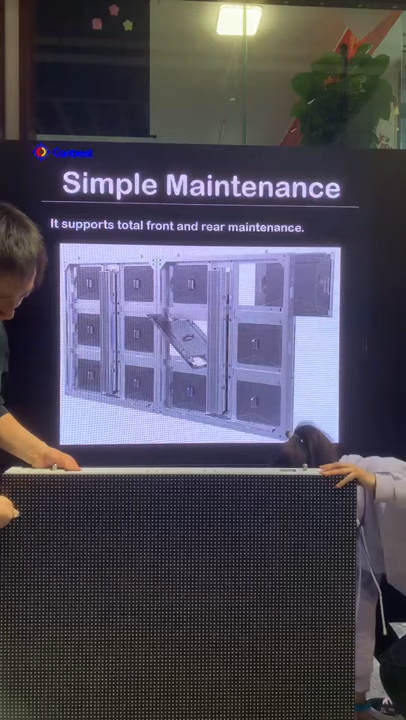 Simple Maintenance
It supports total front and rear maintenance.